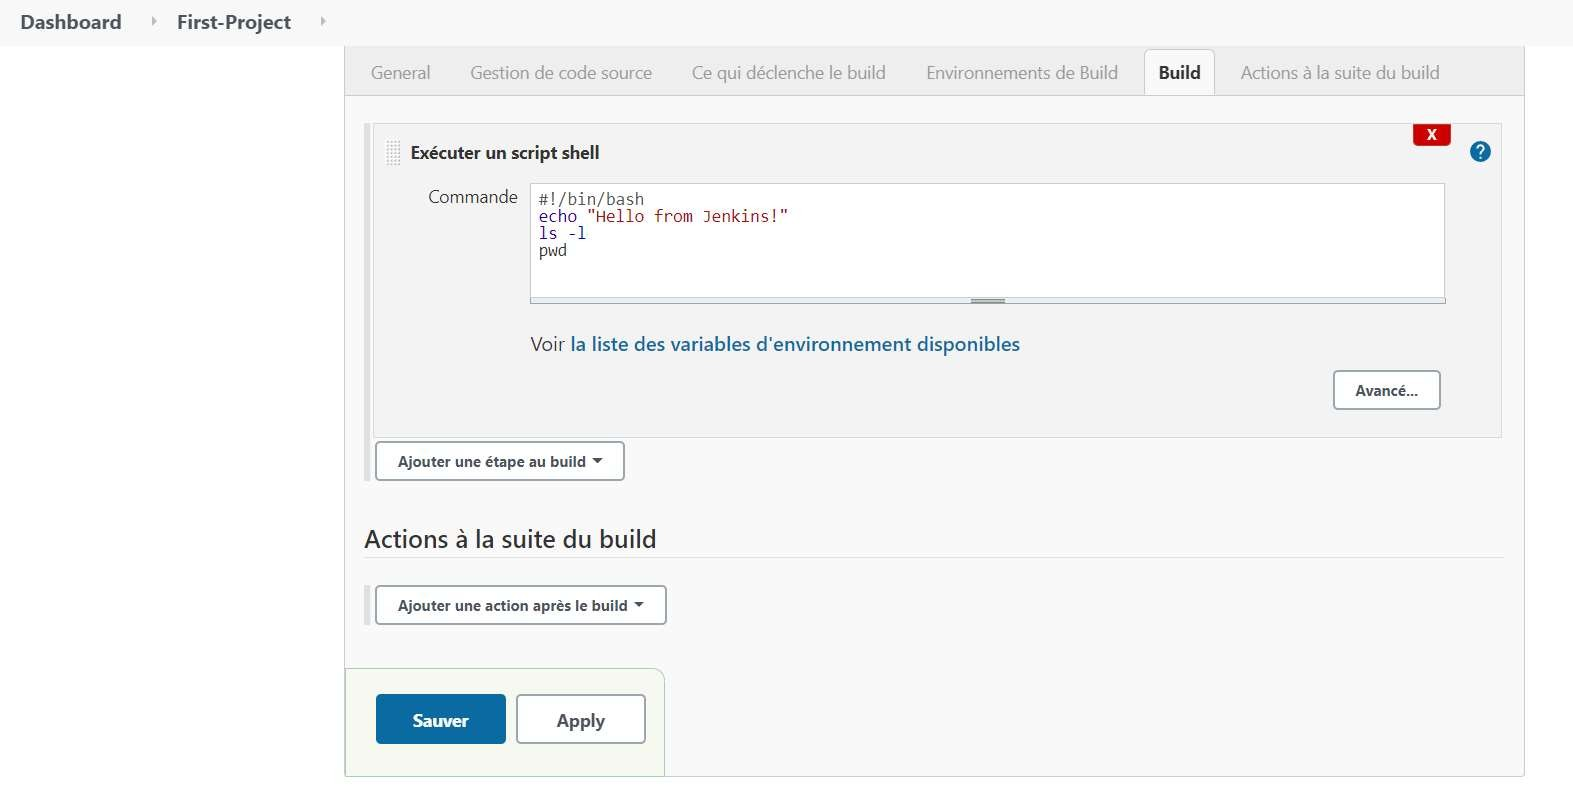 Dashboard First-Project
General Gestion de code source Ce qui déclenche le build Environnements de Build Build Actions à la suite du build
X
Exécuter un script shell ?
Commande #!/bin/bash
echo "Hello from Jenkins!"
ls -l
pwd
Voir la liste des variables d'environnement disponibles
Avancé...
Ajouter une étape au build
Actions à la suite du build
Ajouter une action après le build
Sauver Apply